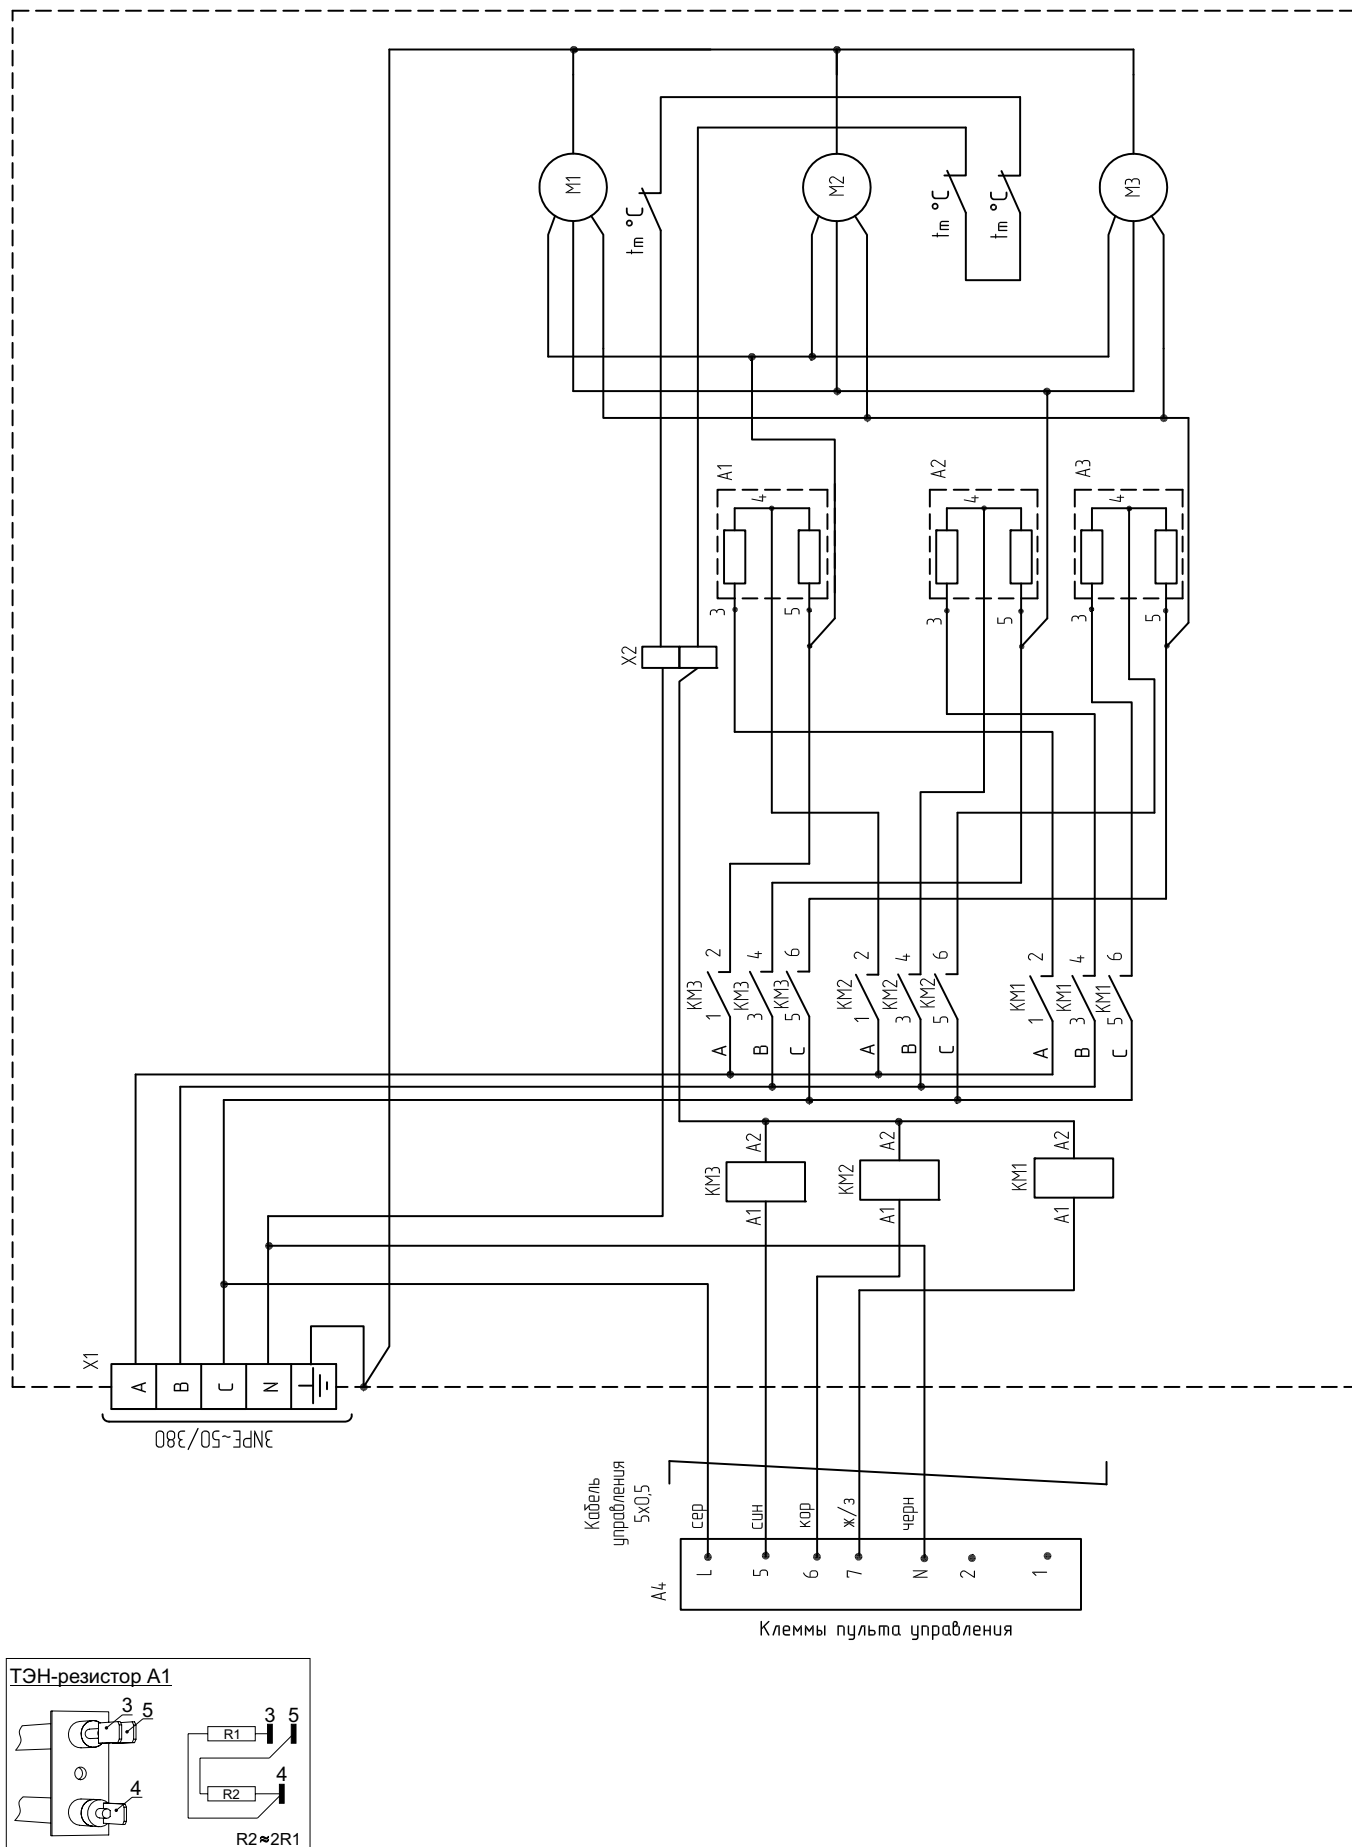 M1
tm °C
M2
tm °C
tm °C
M3
A1
4
3
5
A2
4
3
5
A3
4
3
5
X2
KM3
1
2
KM3
3
4
KM3
5
6
KM2
1
2
KM2
3
4
KM2
5
6
KM1
1
2
KM1
3
4
KM1
5
6
A
B
C
A
B
C
A
B
C
KM3
A2
A1
KM2
A2
A1
KM1
A2
A1
X1
A
B
C
N
3NPE~50/380
Кабель
управления
5х0,5
сер
син
кор
ж/з
черн
A4
L
5
6
7
N
2
1
Клеммы пульта управления
ТЭН-резистор А1
3
5
4
R1
3
5
R2
4
R2≈2R1